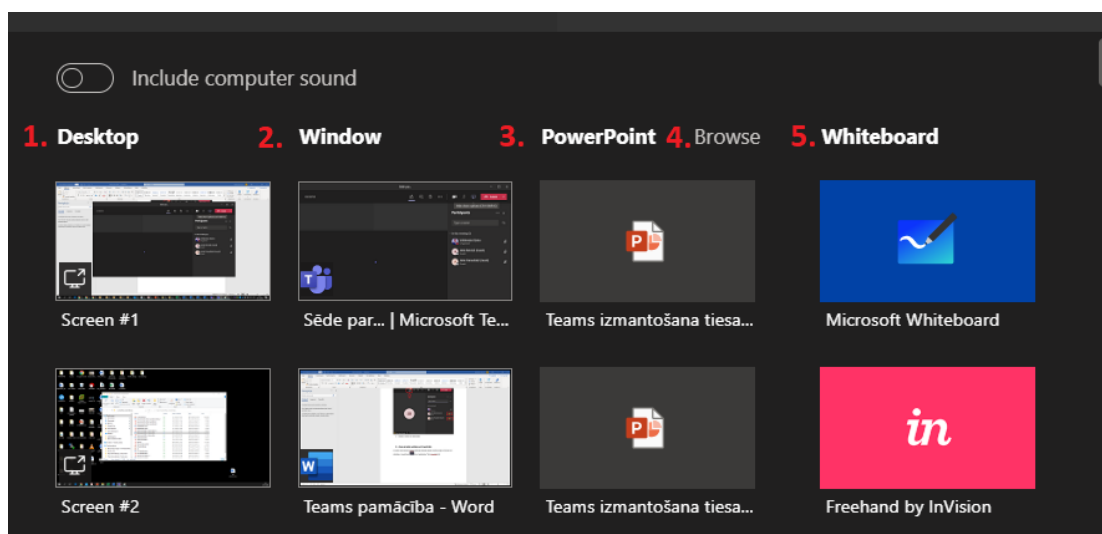 Include computer sound
1. Desktop 2. Window 3. PowerPoint 4. Browse 5. Whiteboard
Screen #1 Sēde par... | Microsoft Te... Teams izmantošana tiesa... Microsoft Whiteboard
in
Screen #2 Teams pamācība - Word Teams izmantošana tiesa... Freehand by InVision